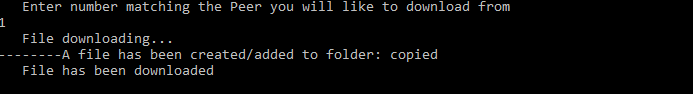 Enter number matching the Peer you will like to download from
1
File downloading...
--------A file has been created/added to folder: copied
File has been downloaded